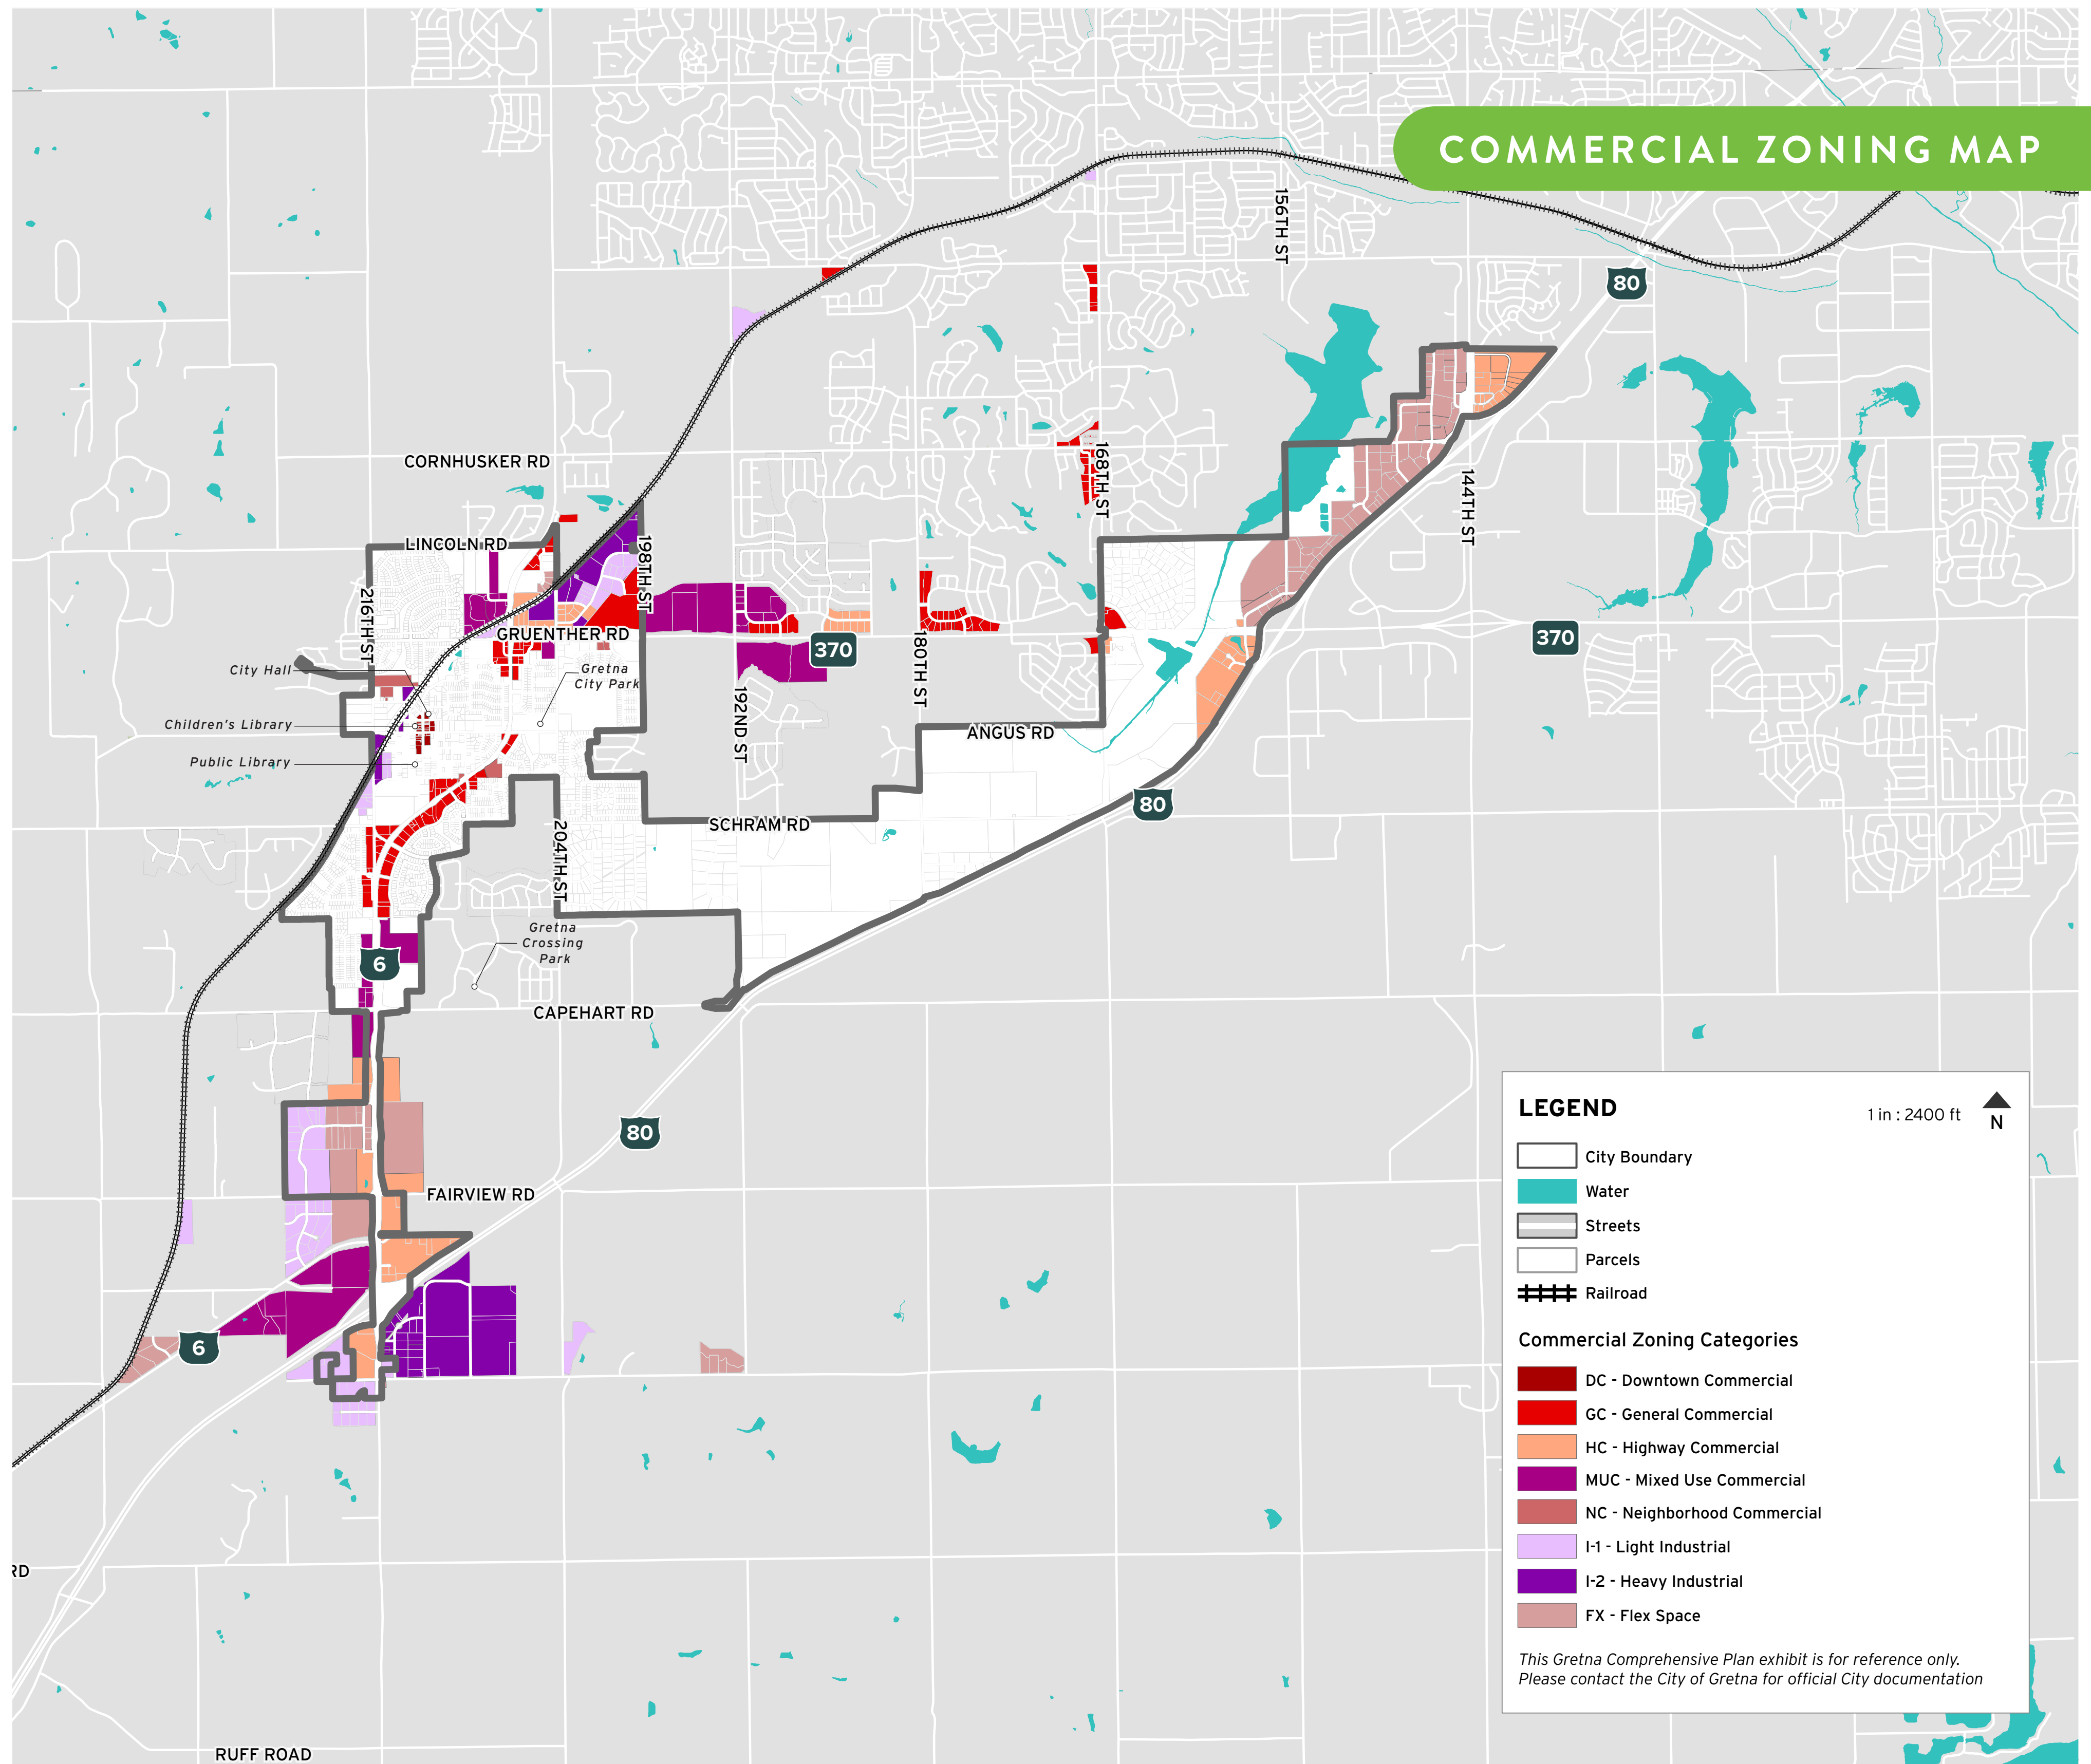 COMMERCIAL ZONING MAP
156TH ST
80
CORNHUSKER RD
168TH ST
144TH ST
LINCOLN RD
198TH ST
216TH ST
GRUENTHER RD
370
370
180TH ST
City Hall
Gretna
City Park
192ND ST
Children's Library
ANGUS RD
Public Library
80
SCHRAM RD
204TH ST
Gretna
Crossing
Park
6
CAPEHART RD
80
FAIRVIEW RD
6
RD
RUFF ROAD
LEGEND
1 in : 2400 ft
N
City Boundary
Water
Streets
Parcels
Railroad
Commercial Zoning Categories
DC - Downtown Commercial
GC - General Commercial
HC - Highway Commercial
MUC - Mixed Use Commercial
NC - Neighborhood Commercial
I-1 - Light Industrial
I-2 - Heavy Industrial
FX - Flex Space
This Gretna Comprehensive Plan exhibit is for reference only.
Please contact the City of Gretna for official City documentation